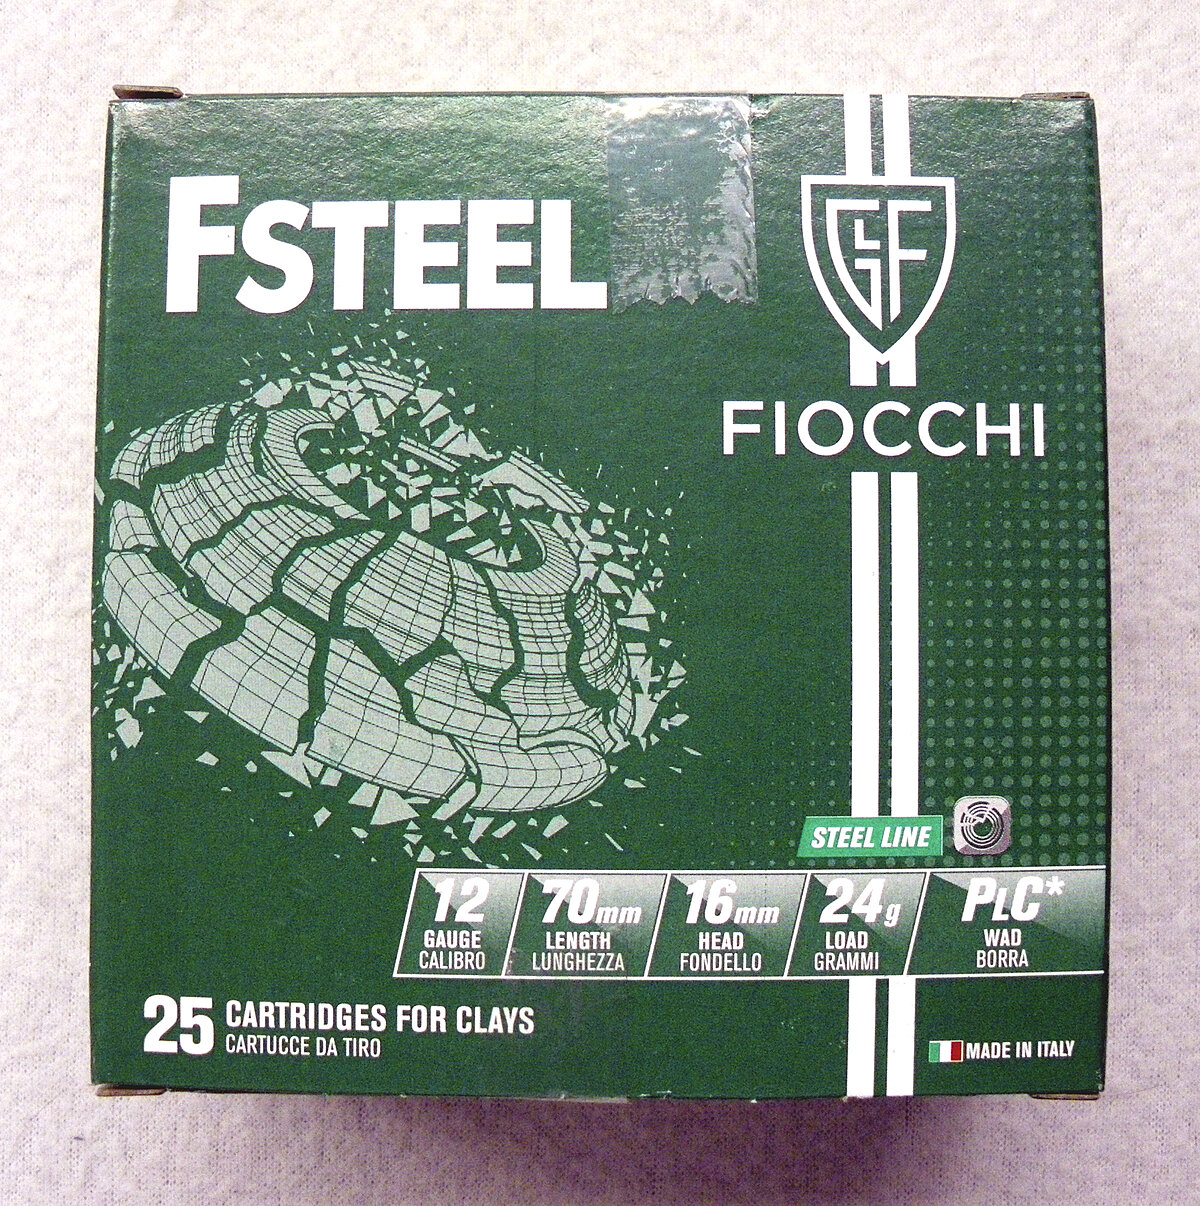 FSTEEL
GLF
FIOCCHI
STEEL LINE
12 70mm 16mm 24g PLC*
GAUGE LENGTH HEAD LOAD WAD
CALIBRO LUNGHEZZA FONDELLO GRAMMI BORRA
25 CARTRIDGES FOR CLAYS
CARTUCCE DA TIRO
MADE IN ITALY